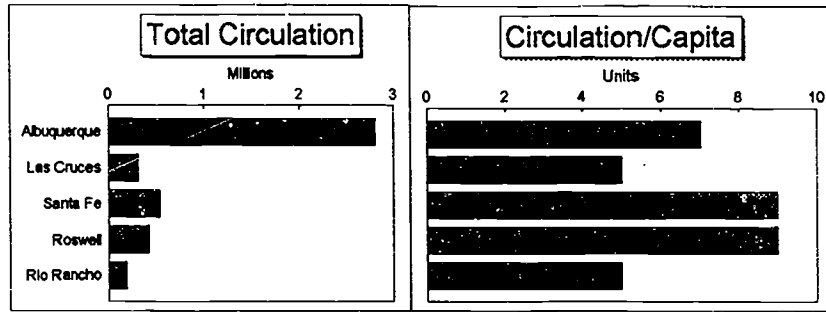 Total Circulation
Millions
0 1 2 3
Albuquerque
Las Cruces
Santa Fe
Roswell
Rio Rancho
Circulation/Capita
Units
0 2 4 6 8 10